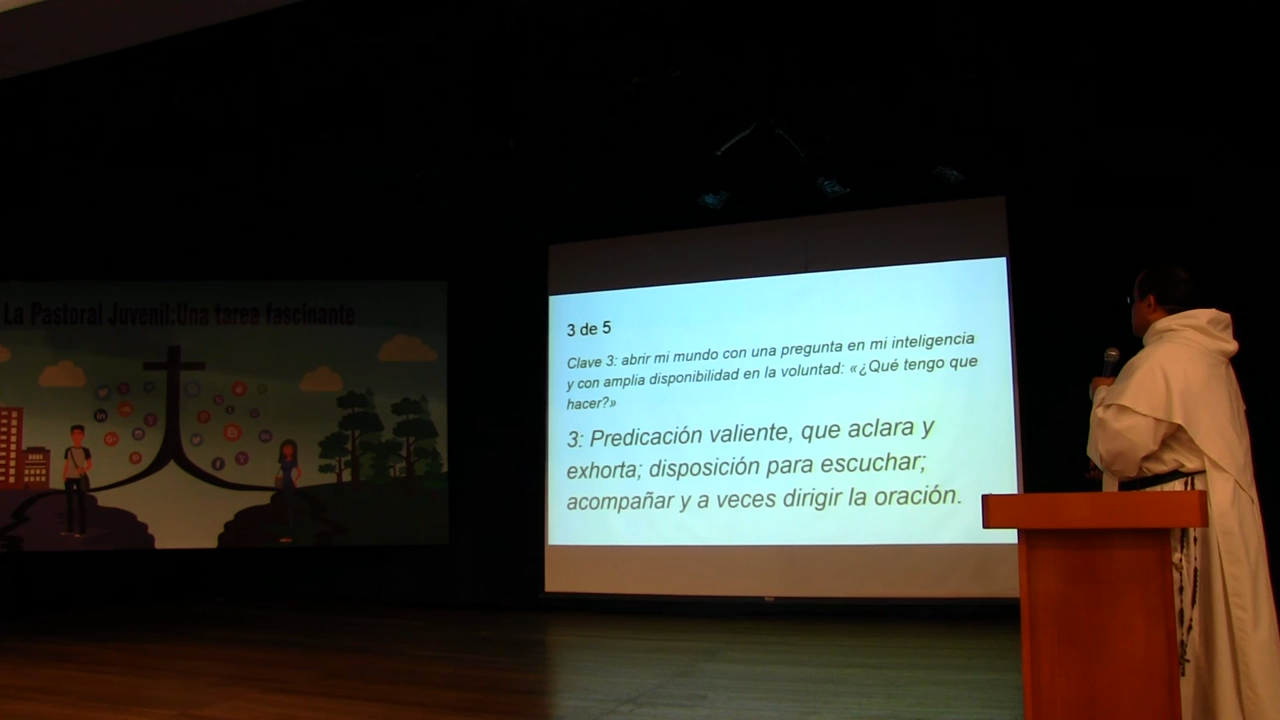 La Pastoral Juvenil:Una tarea fascinante
3 de 5
Clave 3: abrir mi mundo con una pregunta en mi inteligencia
y con amplia disponibilidad en la voluntad: «¿Qué tengo que
hacer?»
3: Predicación valiente, que aclara y
exhorta; disposición para escuchar;
acompañar y a veces dirigir la oración.